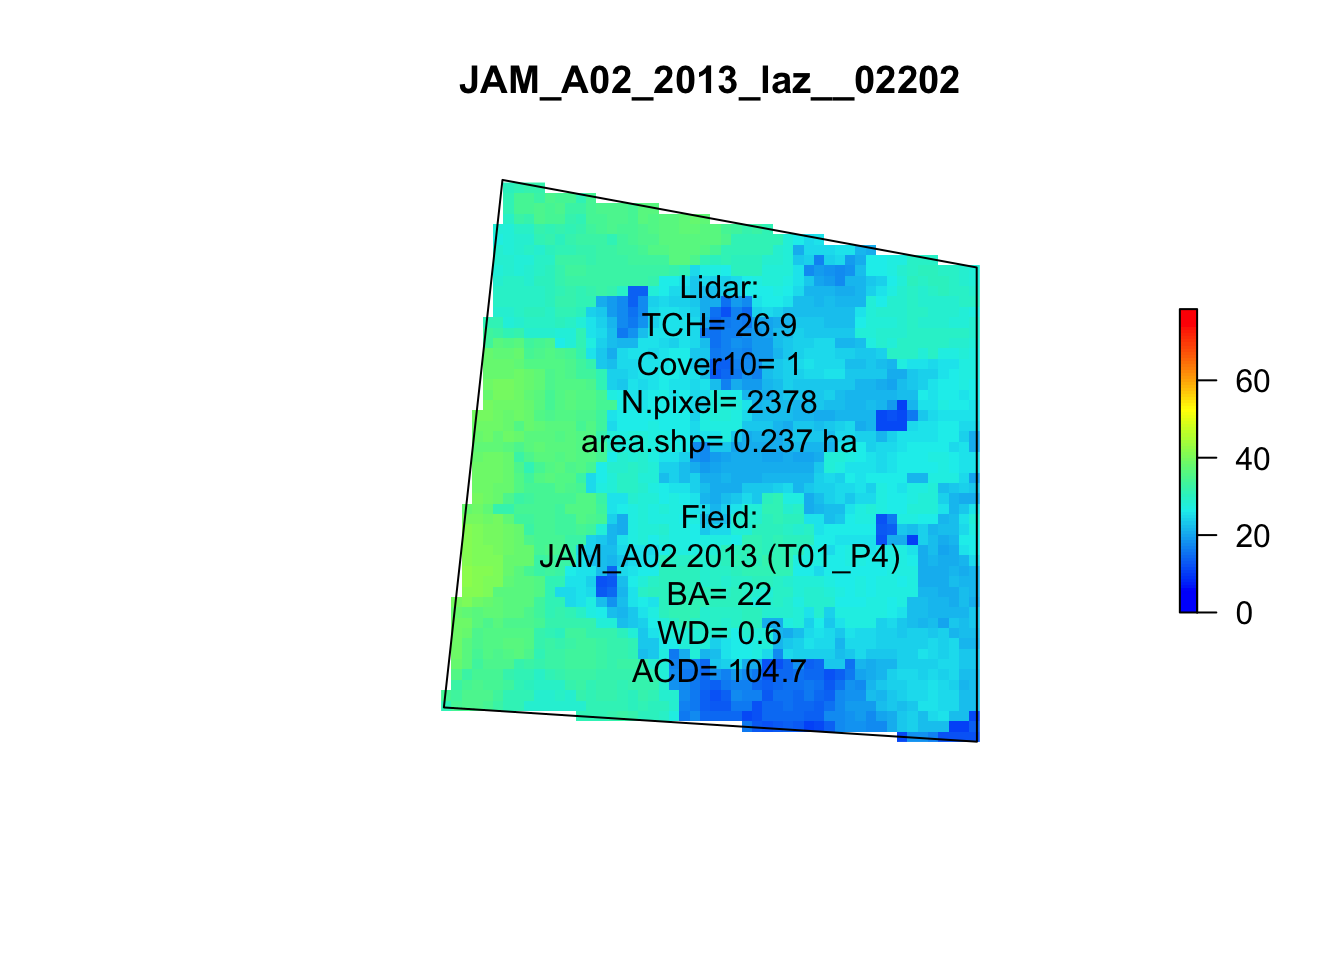 JAM_A02_2013_laz__02202
Lidar:
TCH= 26.9
Cover10= 1
N.pixel= 2378
area.shp= 0.237 ha
Field:
JAM_A02 2013 (T01_P4)
BA= 22
WD= 0.6
ACD= 104.7
60
40
20
0